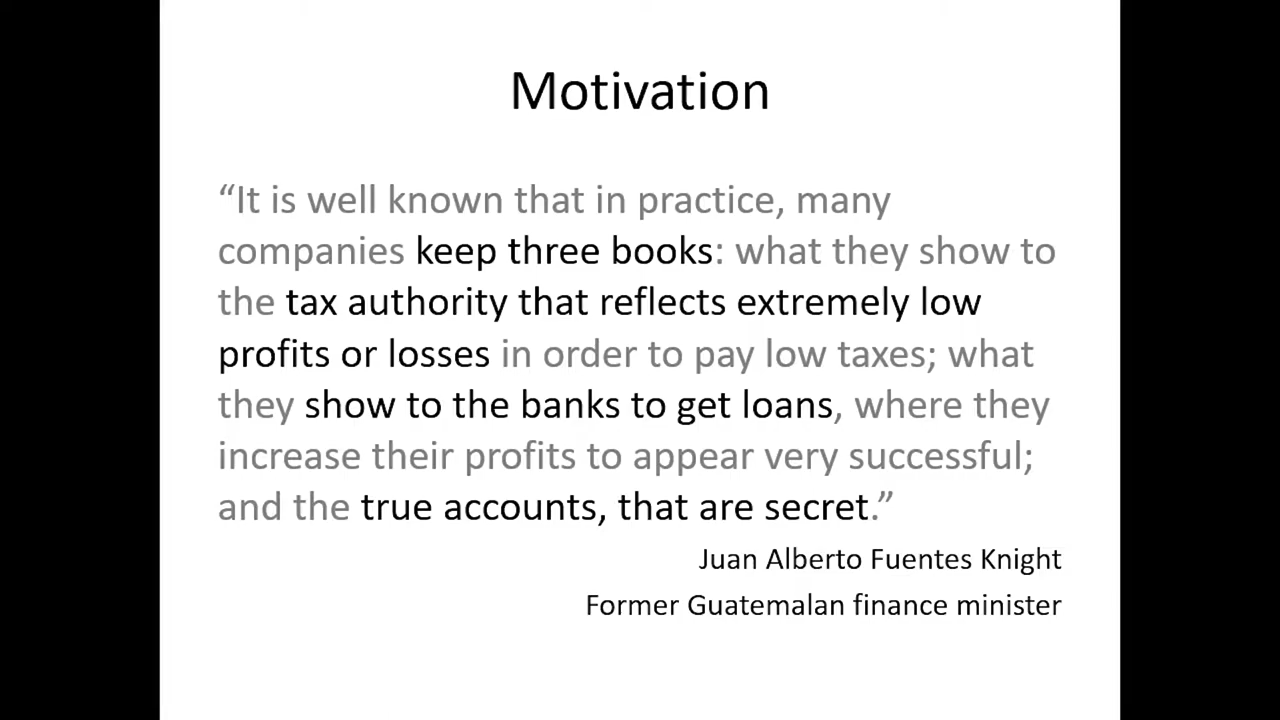 Motivation
“It is well known that in practice, many
companies keep three books: what they show to
the tax authority that reflects extremely low
profits or losses in order to pay low taxes; what
they show to the banks to get loans, where they
increase their profits to appear very successful;
and the true accounts, that are secret.”
Juan Alberto Fuentes Knight
Former Guatemalan finance minister